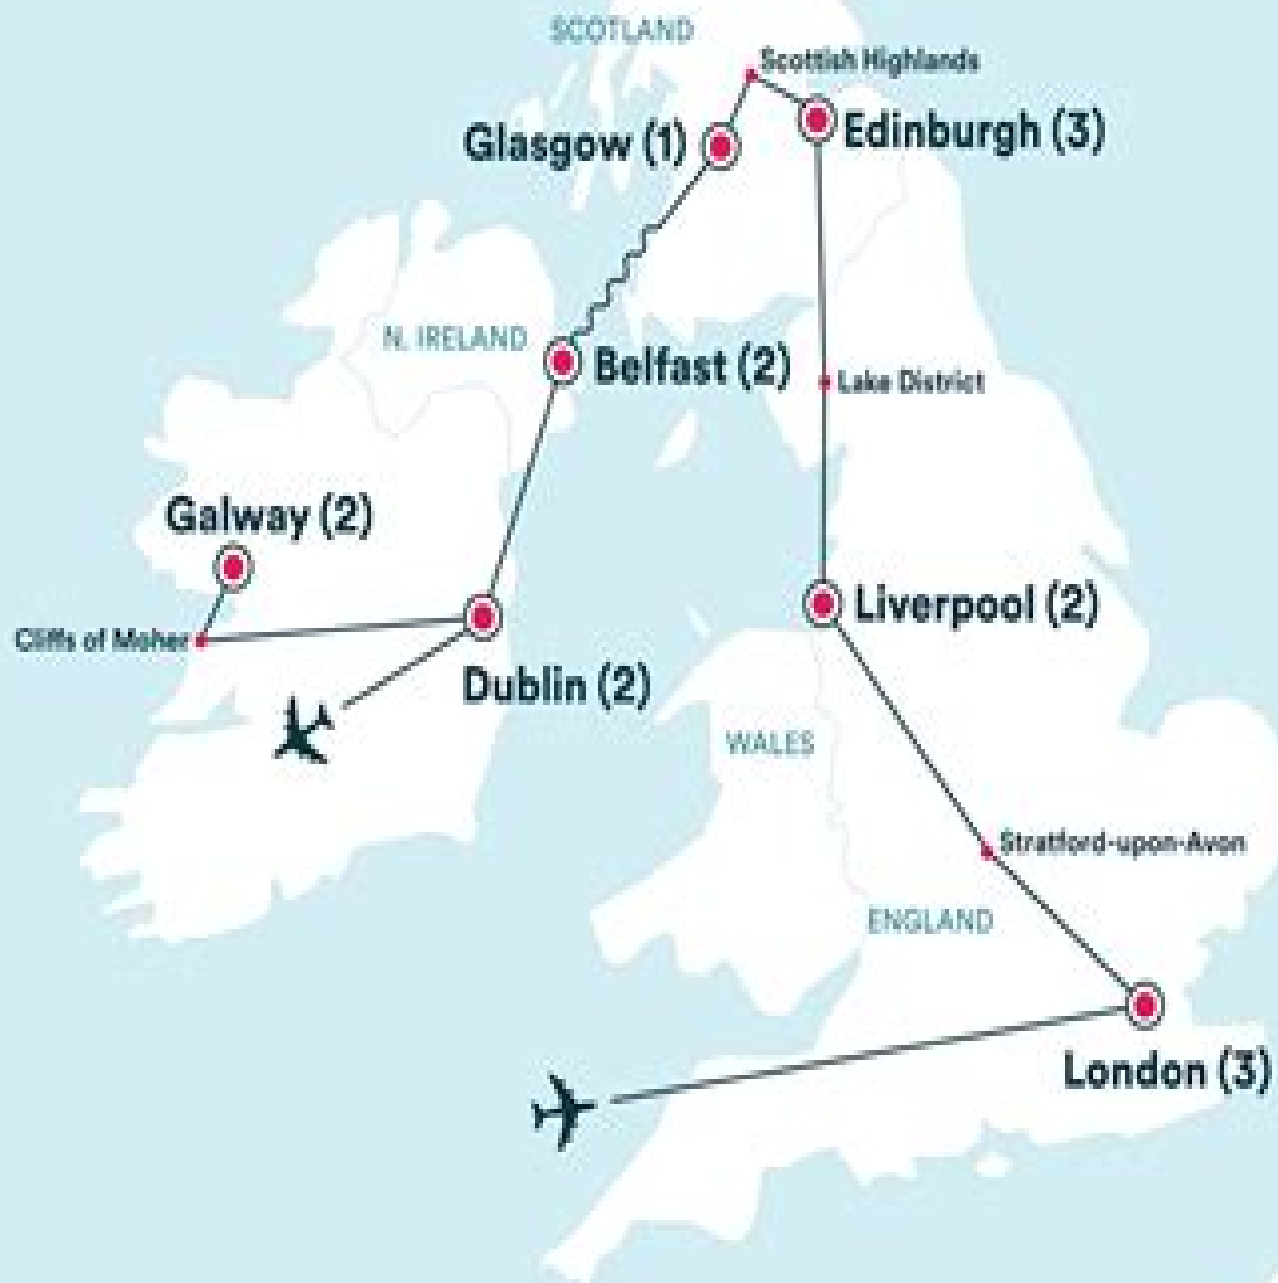 SCOTLAND
Scottish Highlands
Glasgow (1)
Edinburgh (3)
N. IRELAND
Belfast (2)
Lake District
Galway (2)
Liverpool (2)
Cliffs of Moher
Dublin (2)
WALES
Stratford-upon-Avon
ENGLAND
London (3)